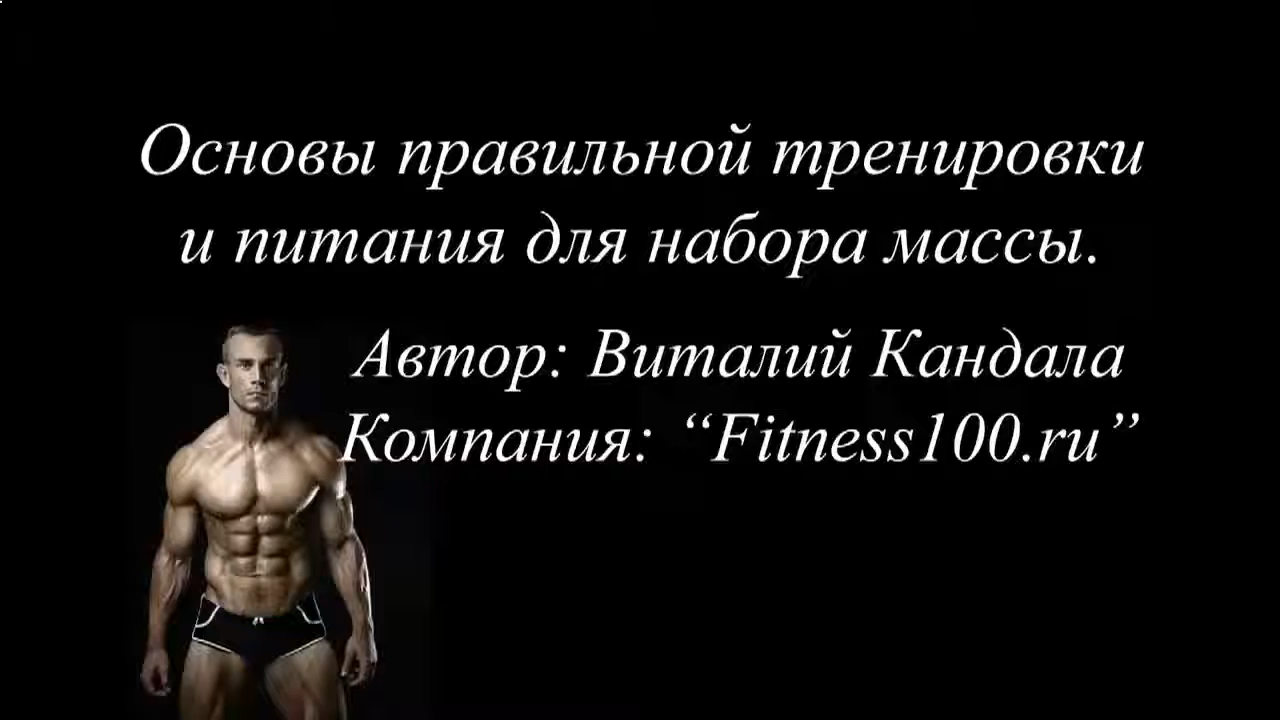 Основы правильной тренировки
и питания для набора массы.
Автор: Виталий Кандала
Компания: “Fitness100.ru”